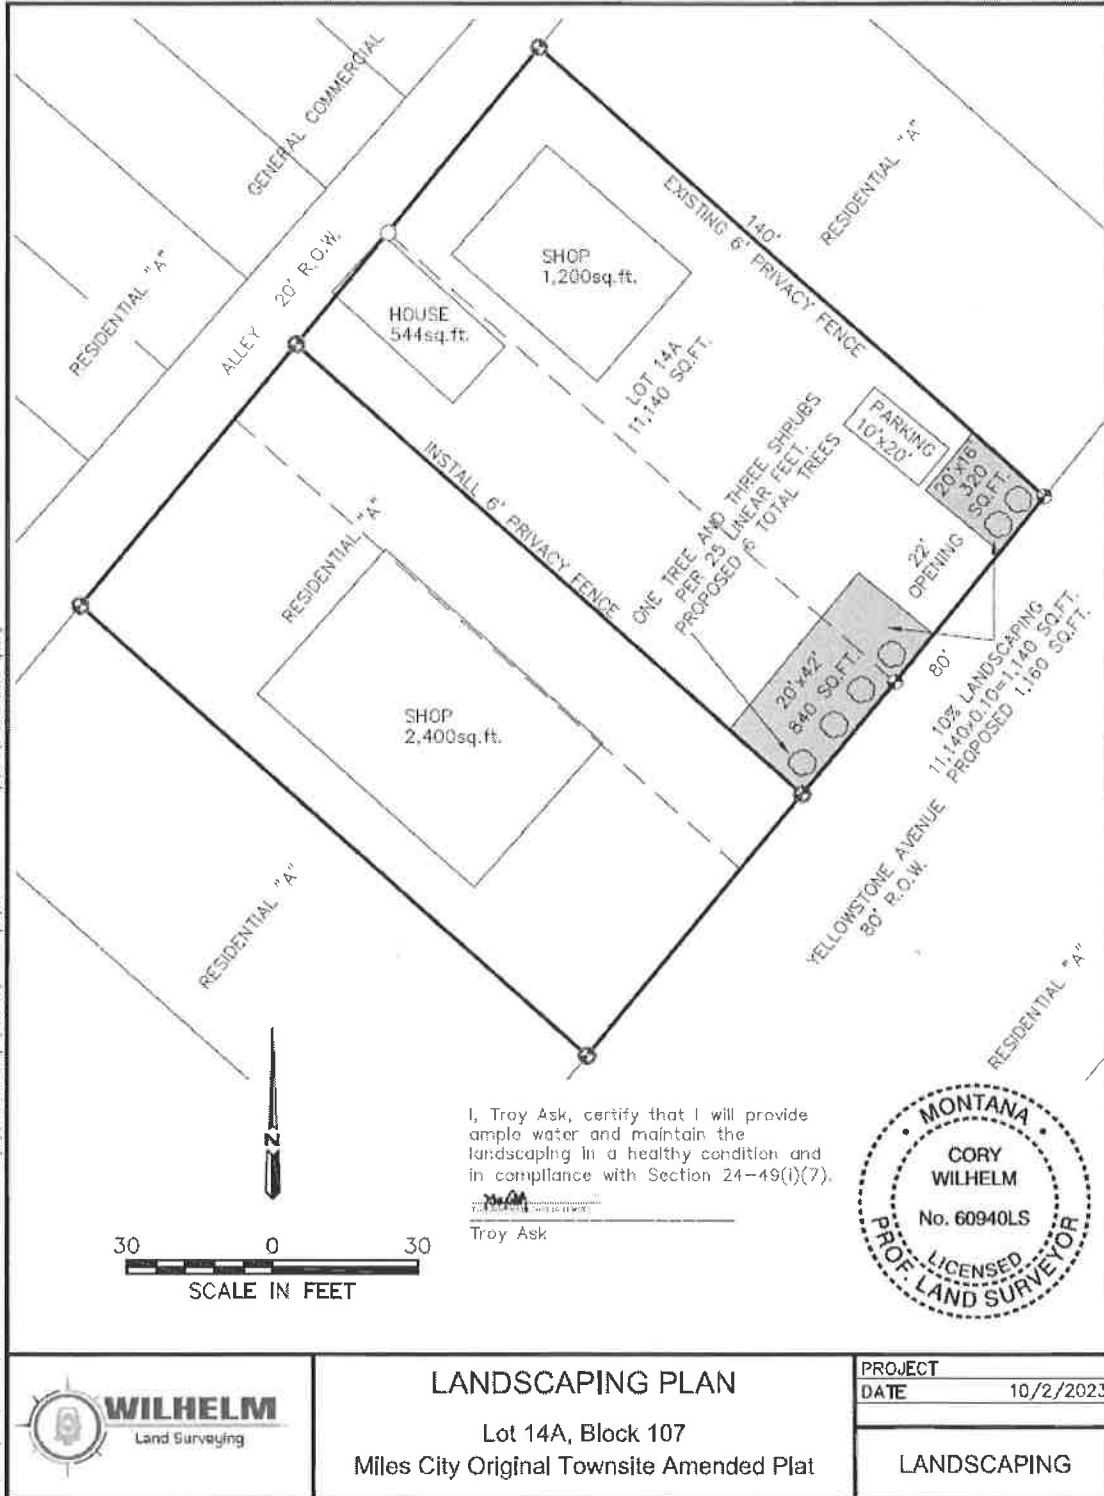 GENERAL COMMERCIAL
RESIDENTIAL "A"
ALLEY 20' R.O.W.
RESIDENTIAL "A"
140'
EXISTING 6' PRIVACY FENCE
SHOP
1,200sq.ft.
HOUSE
544sq.ft.
LOT 14A
11,140 SQ.FT.
PARKING
10'x20'
20'x16'
320
SQ.FT.
INSTALL 6' PRIVACY FENCE
ONE TREE AND THREE SHRUBS
PER 25 LINEAR FEET.
PROPOSED 6 TOTAL TREES
22'
OPENING
RESIDENTIAL "A"
20'x42'
840 SQ.FT.
80'
10% LANDSCAPING
11,140x0.10=1,140 SQ.FT.
PROPOSED 1,160 SQ.FT.
SHOP
2,400sq.ft.
YELLOWSTONE AVENUE
80' R.O.W.
RESIDENTIAL "A"
RESIDENTIAL "A"
N
I, Troy Ask, certify that I will provide
ample water and maintain the
landscaping in a healthy condition and
in compliance with Section 24-49(i)(7).
Troy Ask
30 0 30
SCALE IN FEET
MONTANA
CORY
WILHELM
No. 60940LS
LICENSED
PROF. LAND SURVEYOR
WILHELM
Land Surveying
LANDSCAPING PLAN
Lot 14A, Block 107
Miles City Original Townsite Amended Plat
PROJECT
DATE 10/2/2023
LANDSCAPING